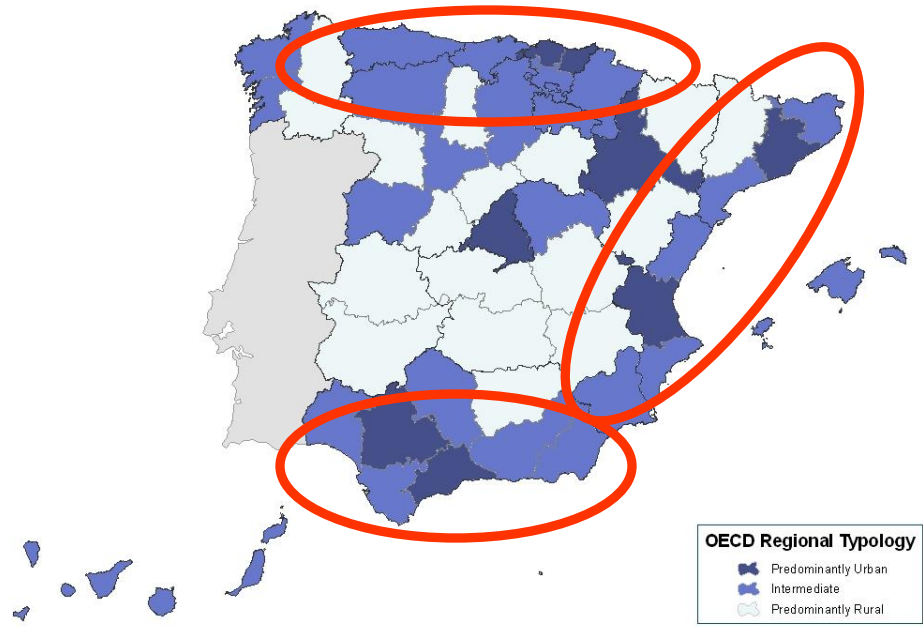 OECD Regional Typology
Predominantly Urban
Intermediate
Predominantly Rural